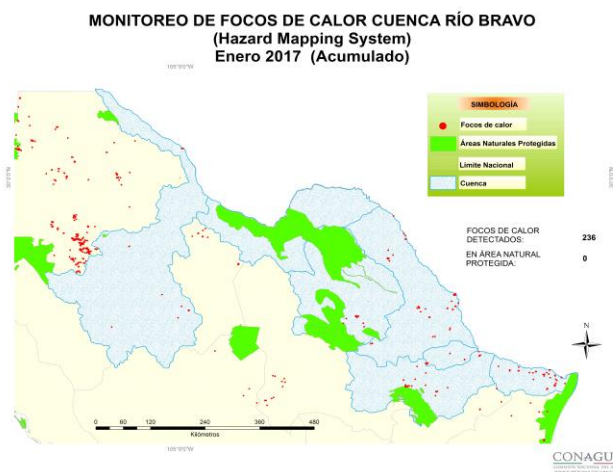 MONITOREO DE FOCOS DE CALOR CUENCA RÍO BRAVO
(Hazard Mapping System)
Enero 2017 (Acumulado)
105°0'0"W
SIMBOLOGÍA
Focos de calor
Áreas Naturales Protegidas
Límite Nacional
Cuenca
FOCOS DE CALOR
DETECTADOS: 236
EN ÁREA NATURAL
PROTEGIDA: 0
N
0 60 120 240 360 480
Kilómetros
105°0'0"W
CONAGUA